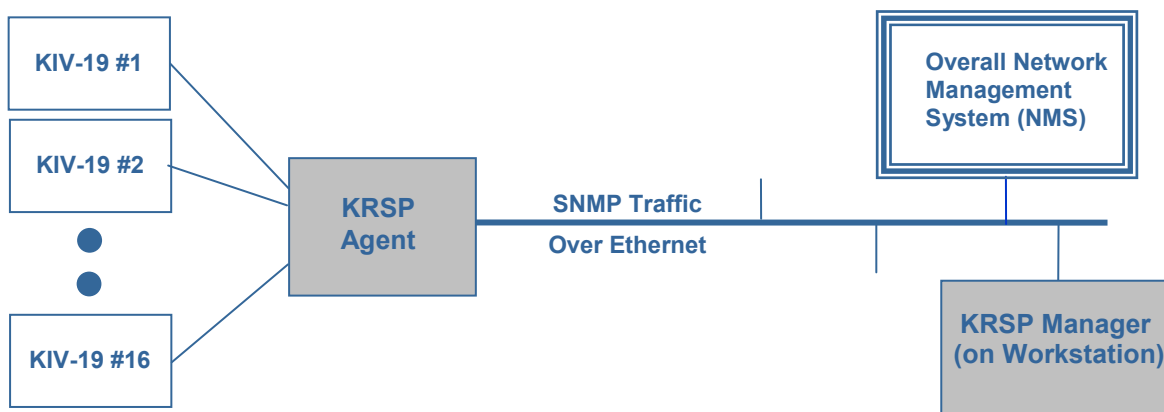 KIV-19 #1
KIV-19 #2
KIV-19 #16
KRSP
Agent
SNMP Traffic
Over Ethernet
Overall Network
Management
System (NMS)
KRSP Manager
(on Workstation)